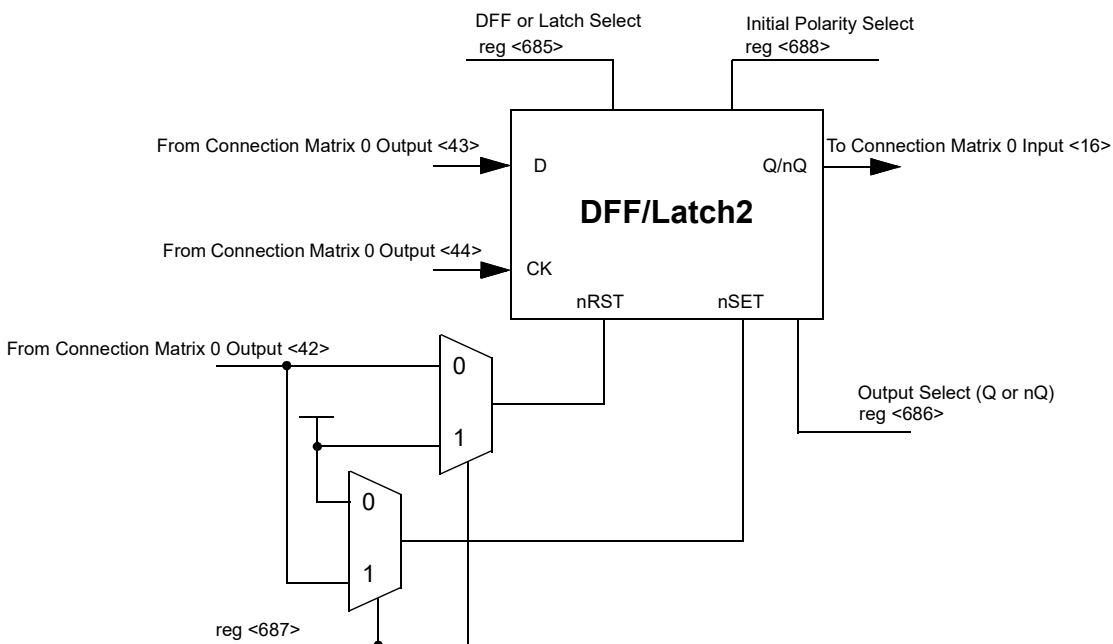 DFF or Latch Select
reg <685>
Initial Polarity Select
reg <688>
From Connection Matrix 0 Output <43>
D
Q/nQ
To Connection Matrix 0 Input <16>
DFF/Latch2
From Connection Matrix 0 Output <44>
CK
nRST
nSET
From Connection Matrix 0 Output <42>
0
1
Output Select (Q or nQ)
reg <686>
0
1
reg <687>